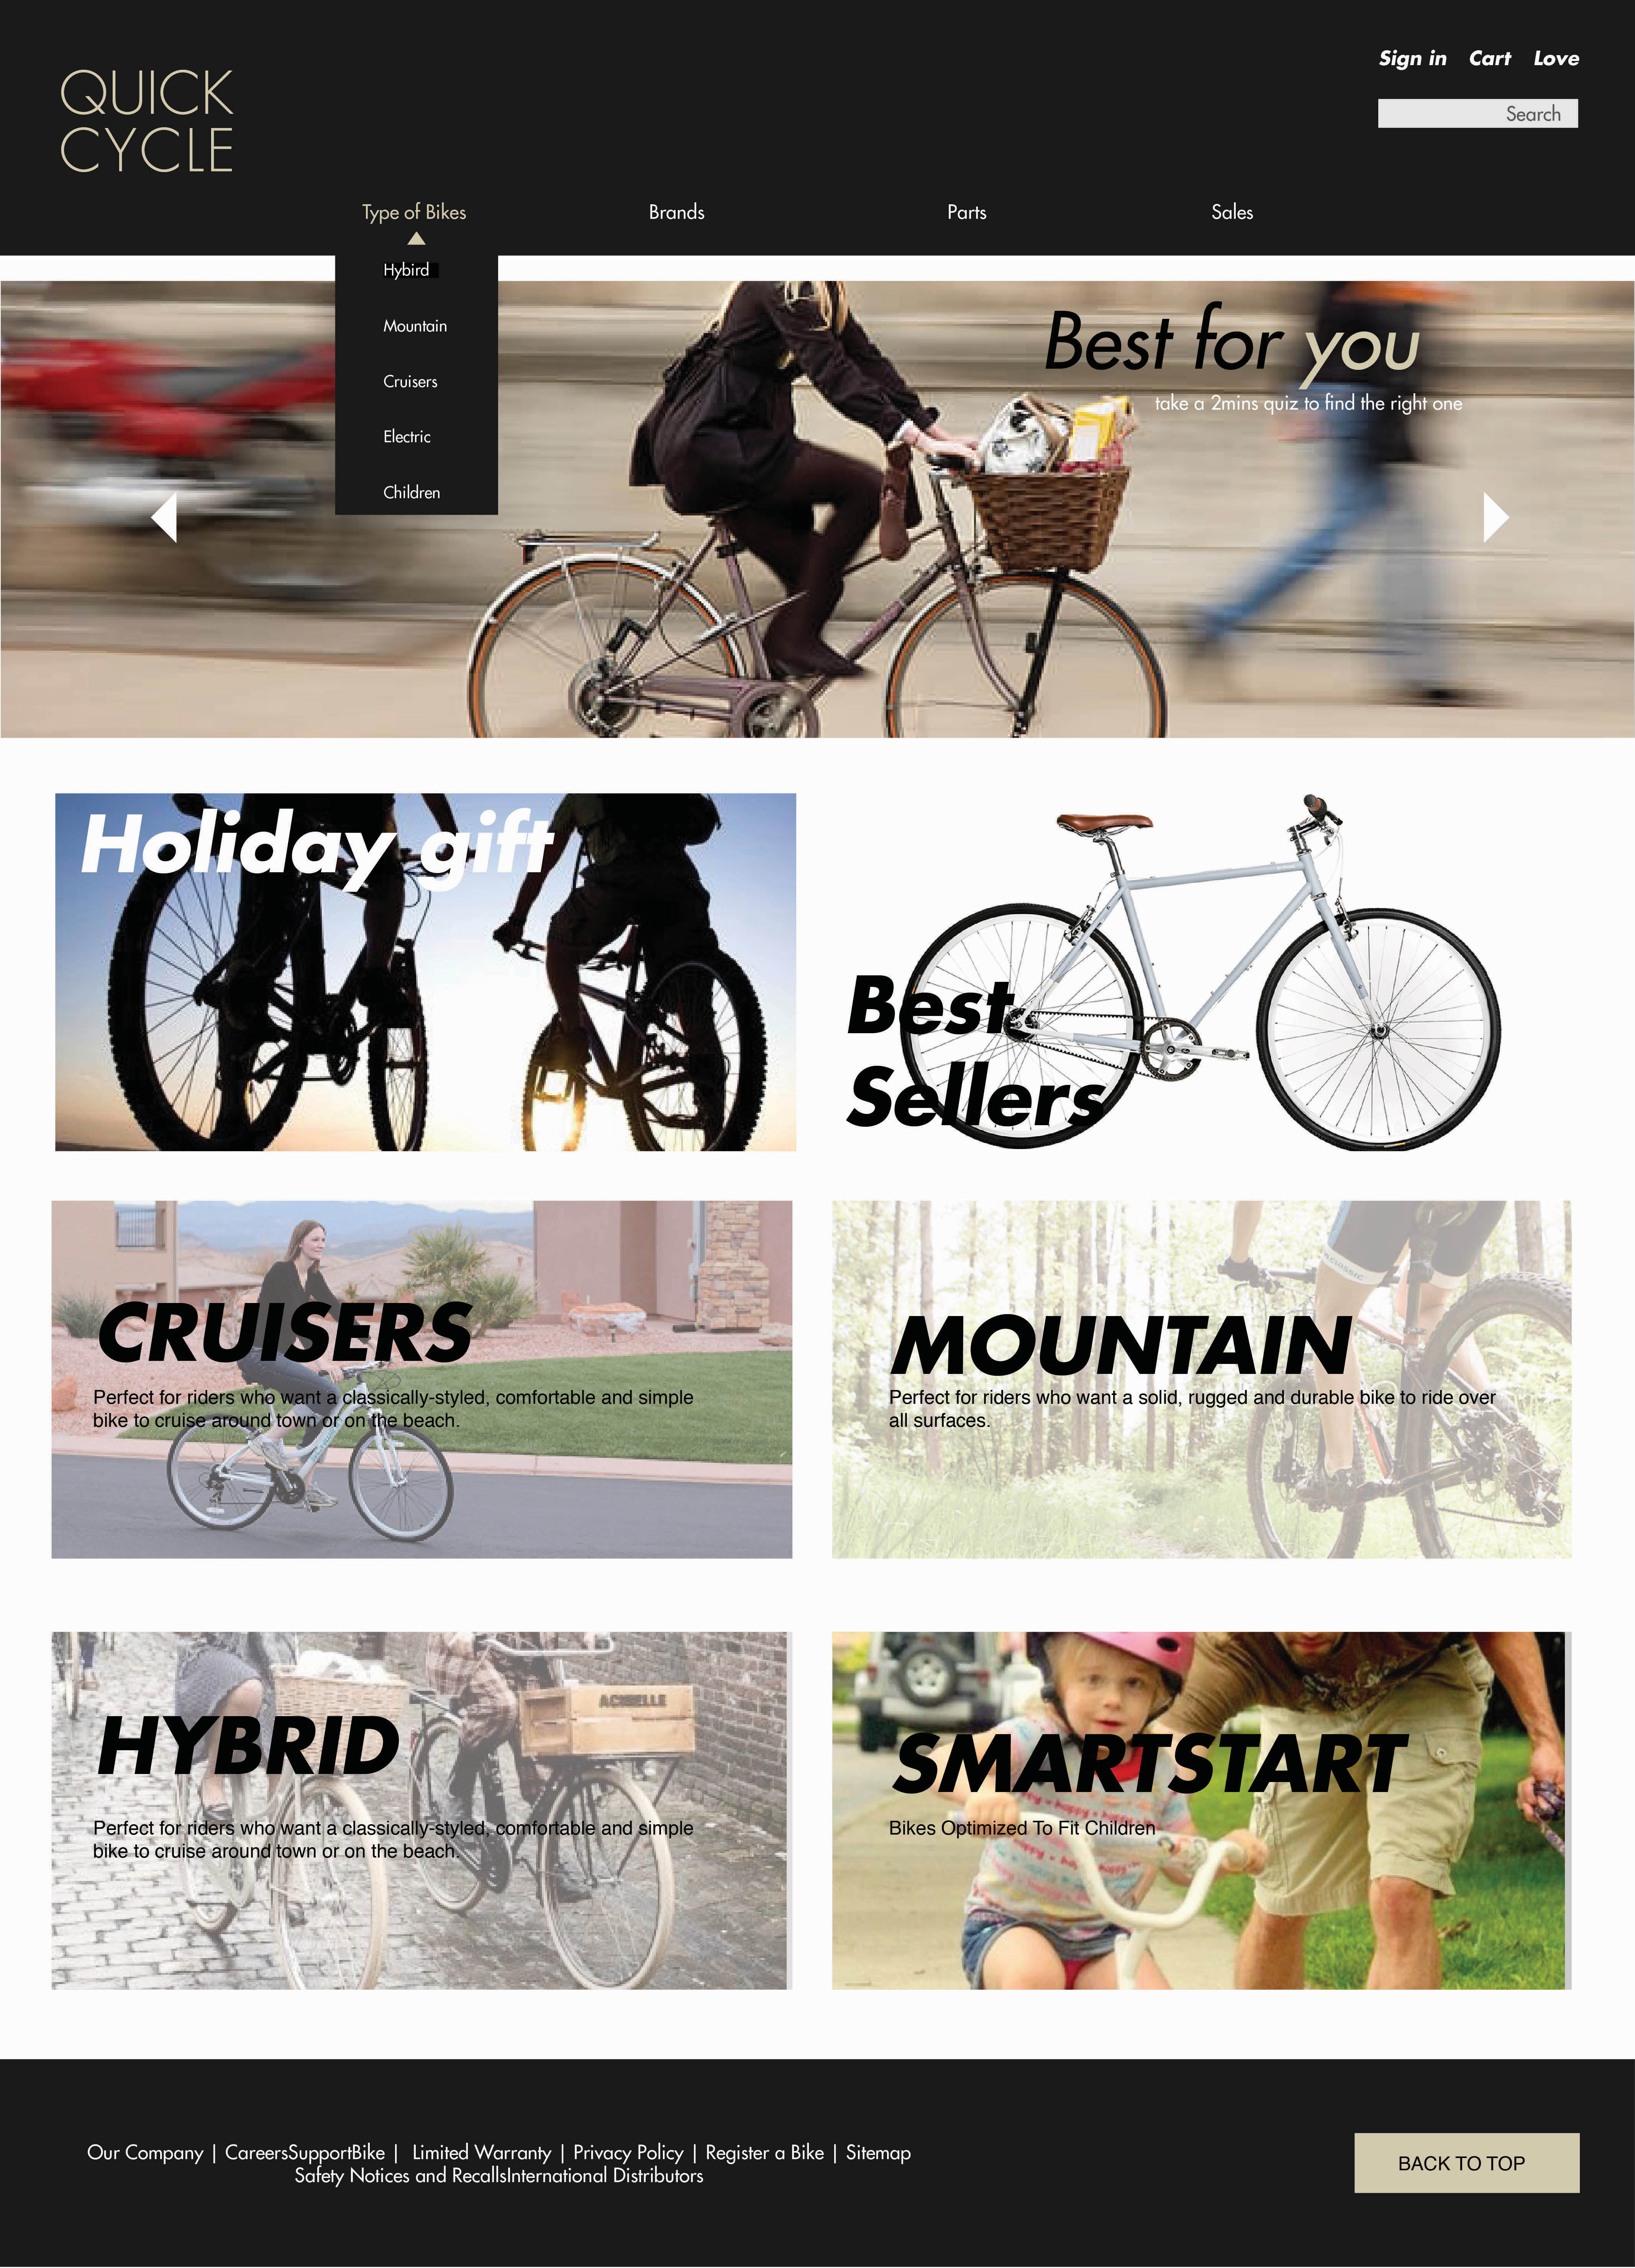 QUICK
CYCLE
Sign in Cart Love
Search
Type of Bikes Brands Parts Sales
Hybird
Mountain
Cruisers
Electric
Children
Best for you
take a 2mins quiz to find the right one
Holiday gift
Best
Sellers
CRUISERS
Perfect for riders who want a classically-styled, comfortable and simple
bike to cruise around town or on the beach.
MOUNTAIN
Perfect for riders who want a solid, rugged and durable bike to ride over
all surfaces.
HYBRID
Perfect for riders who want a classically-styled, comfortable and simple
bike to cruise around town or on the beach.
SMARTSTART
Bikes Optimized To Fit Children
Our Company | CareersSupportBike | Limited Warranty | Privacy Policy | Register a Bike | Sitemap
Safety Notices and RecallsInternational Distributors
BACK TO TOP